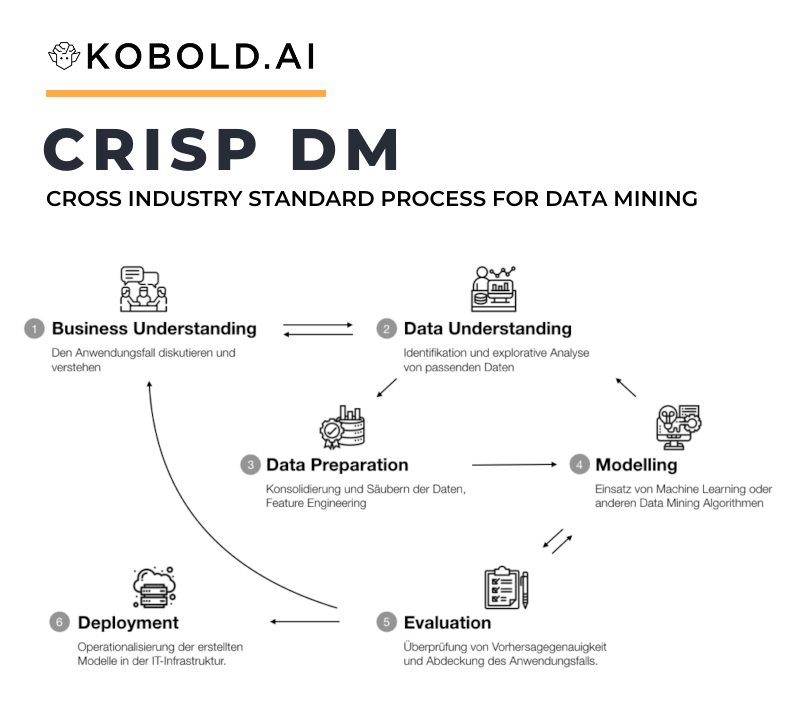 KOBOLD.AI
CRISP DM
CROSS INDUSTRY STANDARD PROCESS FOR DATA MINING
1 Business Understanding
Den Anwendungsfall diskutieren und
verstehen
2 Data Understanding
Identifikation und explorative Analyse
von passenden Daten
3 Data Preparation
Konsolidierung und Säubern der Daten,
Feature Engineering
4 Modelling
Einsatz von Machine Learning oder
anderen Data Mining Algorithmen
5 Evaluation
Überprüfung von Vorhersagegenauigkeit
und Abdeckung des Anwendungsfalls.
6 Deployment
Operationalisierung der erstellten
Modelle in der IT-Infrastruktur.